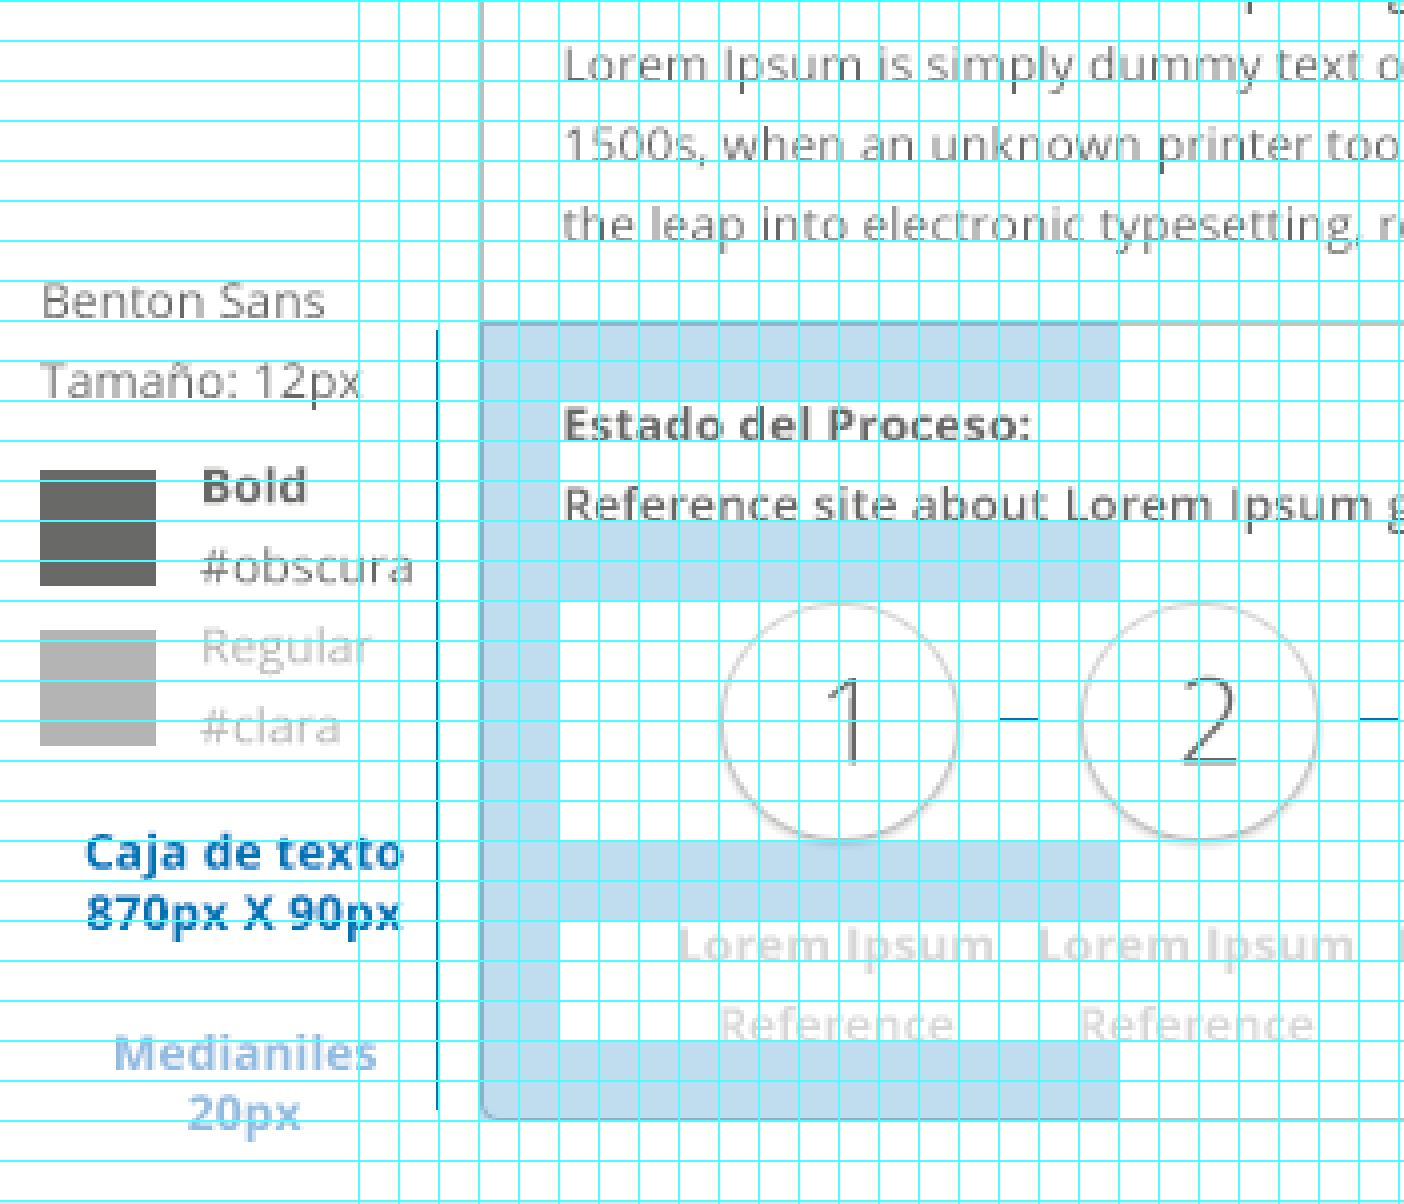 Lorem Ipsum is simply dummy text
1500s, when an unknown printer too
the leap into electronic typesetting,
Benton Sans
Tamaño: 12px
Estado del Proceso:
Bold
Reference site about Lorem Ipsum
#obscura
Regular
1
2
#clara
Caja de texto
870px X 90px
Lorem Ipsum
Lorem Ipsum
Reference
Reference
Medianiles
20px